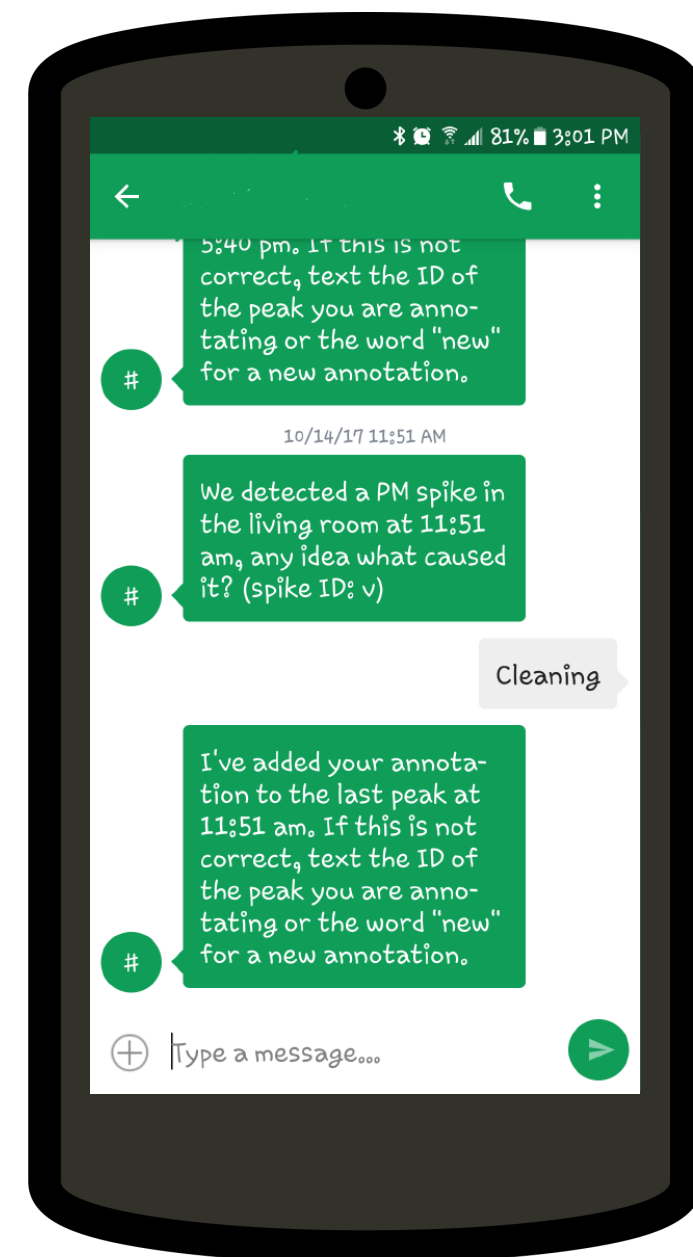 81% 3:01 PM
5:40 pm. If this is not
correct, text the ID of
the peak you are anno-
tating or the word "new"
for a new annotation.
#
10/14/17 11:51 AM
We detected a PM spike in
the living room at 11:51
am, any idea what caused
it? (spike ID: v)
#
Cleaning
I've added your annota-
tion to the last peak at
11:51 am. If this is not
correct, text the ID of
the peak you are anno-
tating or the word "new"
for a new annotation.
#
Type a message...